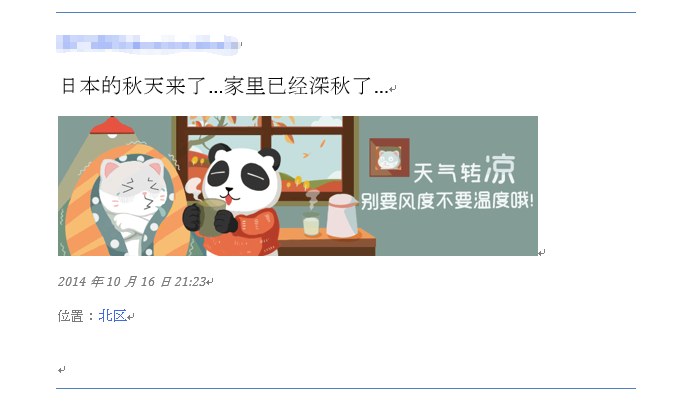 日本的秋天来了...家里已经深秋了...
天气转凉
别要风度不要温度哦!
2014 年 10 月 16 日 21:23
位置：北区